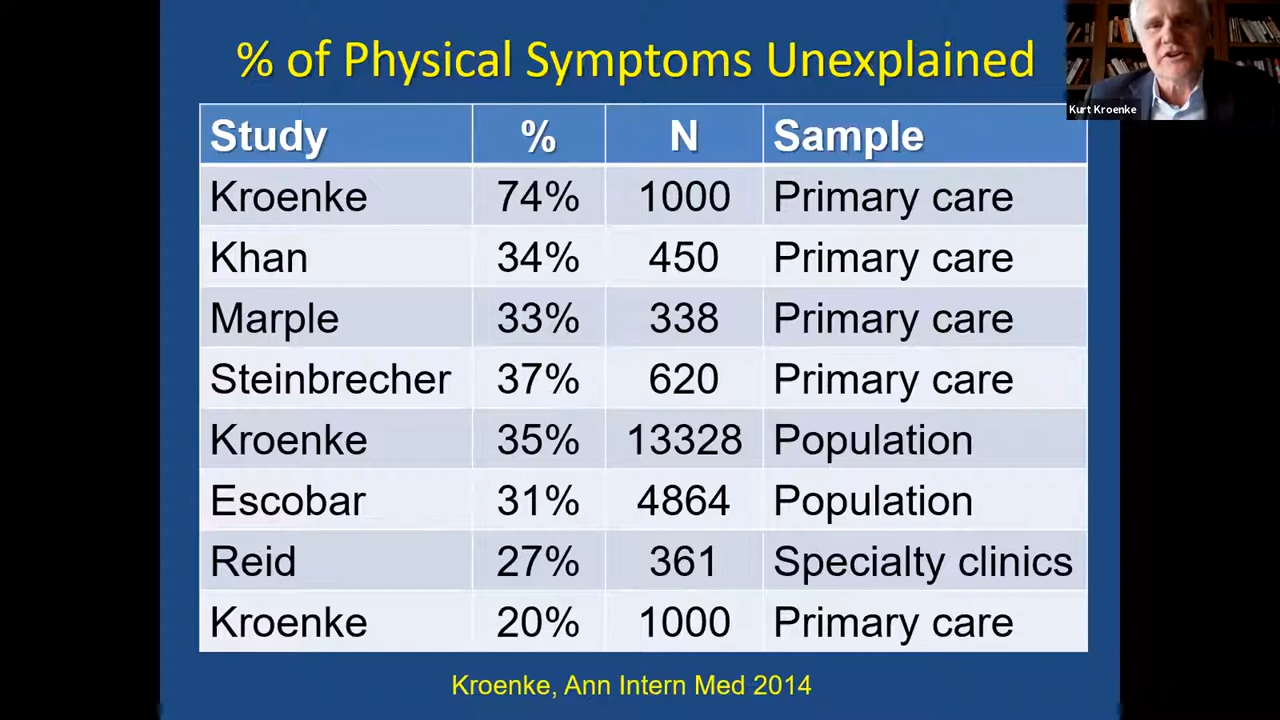 % of Physical Symptoms Unexplained
Kurt Kroenke
Study % N Sample
Kroenke 74% 1000 Primary care
Khan 34% 450 Primary care
Marple 33% 338 Primary care
Steinbrecher 37% 620 Primary care
Kroenke 35% 13328 Population
Escobar 31% 4864 Population
Reid 27% 361 Specialty clinics
Kroenke 20% 1000 Primary care
Kroenke, Ann Intern Med 2014